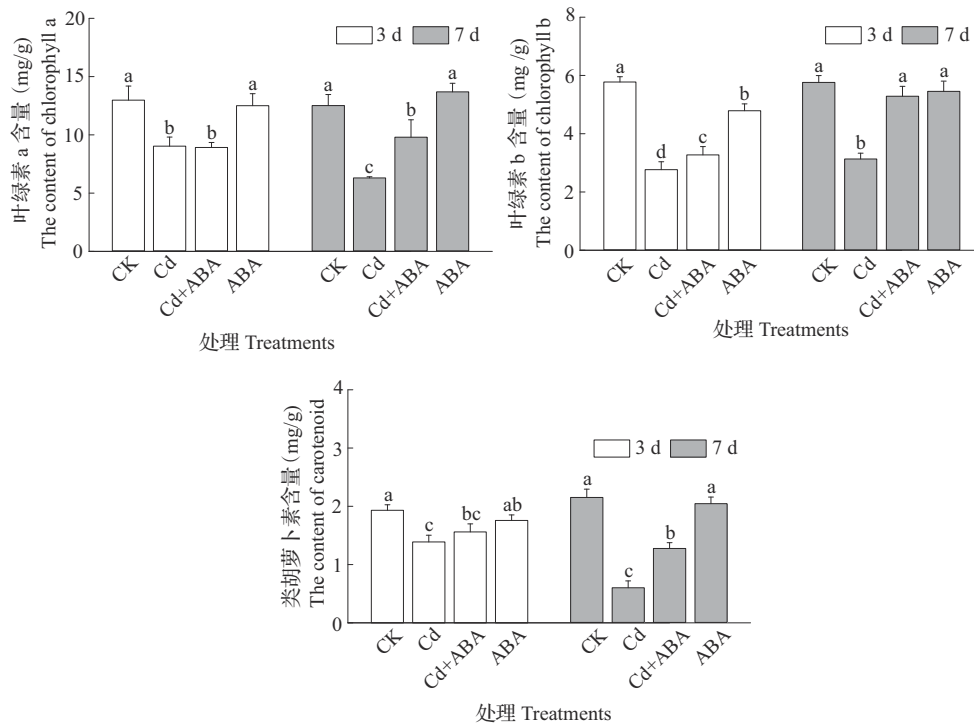 叶绿素 a 含量 (mg/g)
The content of chlorophyll a
20
15
10
5
0
3 d
7 d
a
b
b
a
a
c
b
a
CK
Cd
Cd+ABA
ABA
CK
Cd
Cd+ABA
ABA
处理 Treatments
叶绿素 b 含量 (mg /g)
The content of chlorophyll b
8
6
4
2
0
3 d
7 d
a
d
c
b
a
b
a
a
CK
Cd
Cd+ABA
ABA
CK
Cd
Cd+ABA
ABA
处理 Treatments
类胡萝卜素含量 (mg/g)
The content of carotenoid
4
3
2
1
0
3 d
7 d
a
c
bc
ab
a
c
b
a
CK
Cd
Cd+ABA
ABA
CK
Cd
Cd+ABA
ABA
处理 Treatments